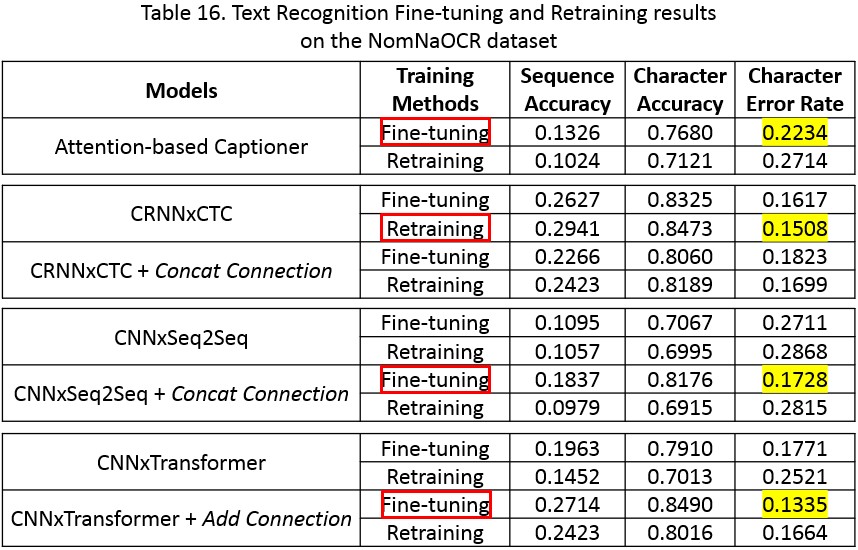 Table 16. Text Recognition Fine-tuning and Retraining results
on the NomNaOCR dataset
Models Training Methods Sequence Accuracy Character Accuracy Character Error Rate
Attention-based Captioner Fine-tuning 0.1326 0.7680 0.2234
Retraining 0.1024 0.7121 0.2714
CRNNxCTC Fine-tuning 0.2627 0.8325 0.1617
Retraining 0.2941 0.8473 0.1508
CRNNxCTC + Concat Connection Fine-tuning 0.2266 0.8060 0.1823
Retraining 0.2423 0.8189 0.1699
CNNxSeq2Seq Fine-tuning 0.1095 0.7067 0.2711
Retraining 0.1057 0.6995 0.2868
CNNxSeq2Seq + Concat Connection Fine-tuning 0.1837 0.8176 0.1728
Retraining 0.0979 0.6915 0.2815
CNNxTransformer Fine-tuning 0.1963 0.7910 0.1771
Retraining 0.1452 0.7013 0.2521
CNNxTransformer + Add Connection Fine-tuning 0.2714 0.8490 0.1335
Retraining 0.2423 0.8016 0.1664